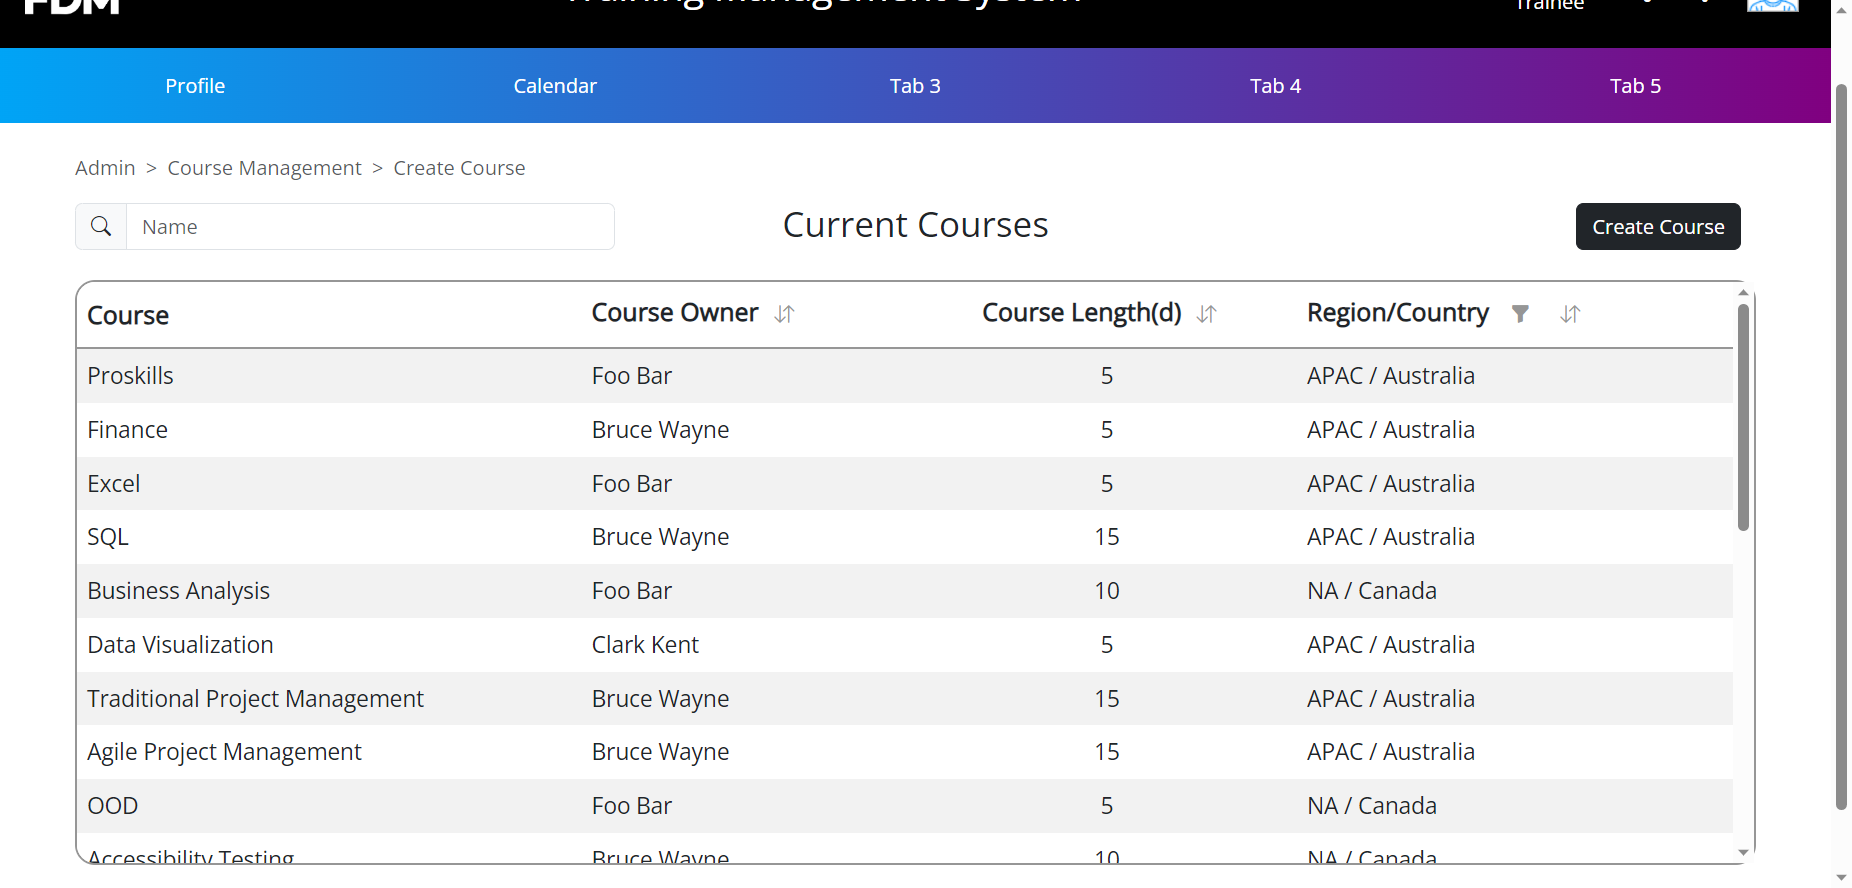 FDM
Training Management System
Trainee
Profile Calendar Tab 3 Tab 4 Tab 5
Admin > Course Management > Create Course
Name
Current Courses
Create Course
Course Course Owner Course Length(d) Region/Country
Proskills Foo Bar 5 APAC / Australia
Finance Bruce Wayne 5 APAC / Australia
Excel Foo Bar 5 APAC / Australia
SQL Bruce Wayne 15 APAC / Australia
Business Analysis Foo Bar 10 NA / Canada
Data Visualization Clark Kent 5 APAC / Australia
Traditional Project Management Bruce Wayne 15 APAC / Australia
Agile Project Management Bruce Wayne 15 APAC / Australia
OOD Foo Bar 5 NA / Canada
Accessibility Testing Bruce Wayne 10 NA / Canada